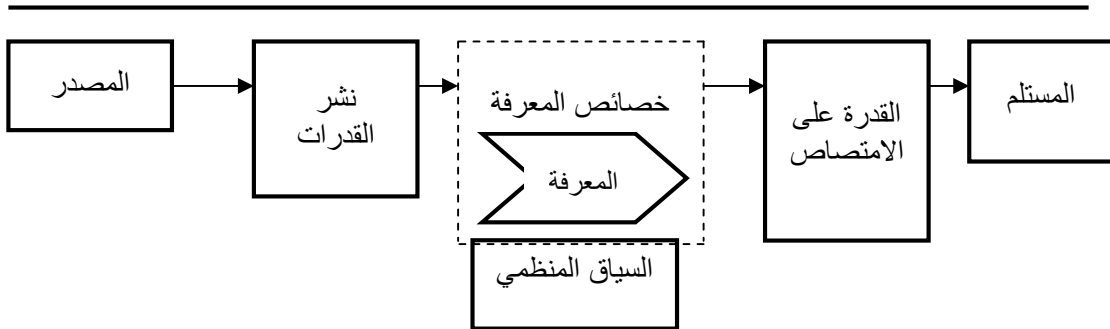 المصدر
نشر
القدرات
خصائص المعرفة
المعرفة
السياق المنظمي
القدرة على
الامتصاص
المستلم